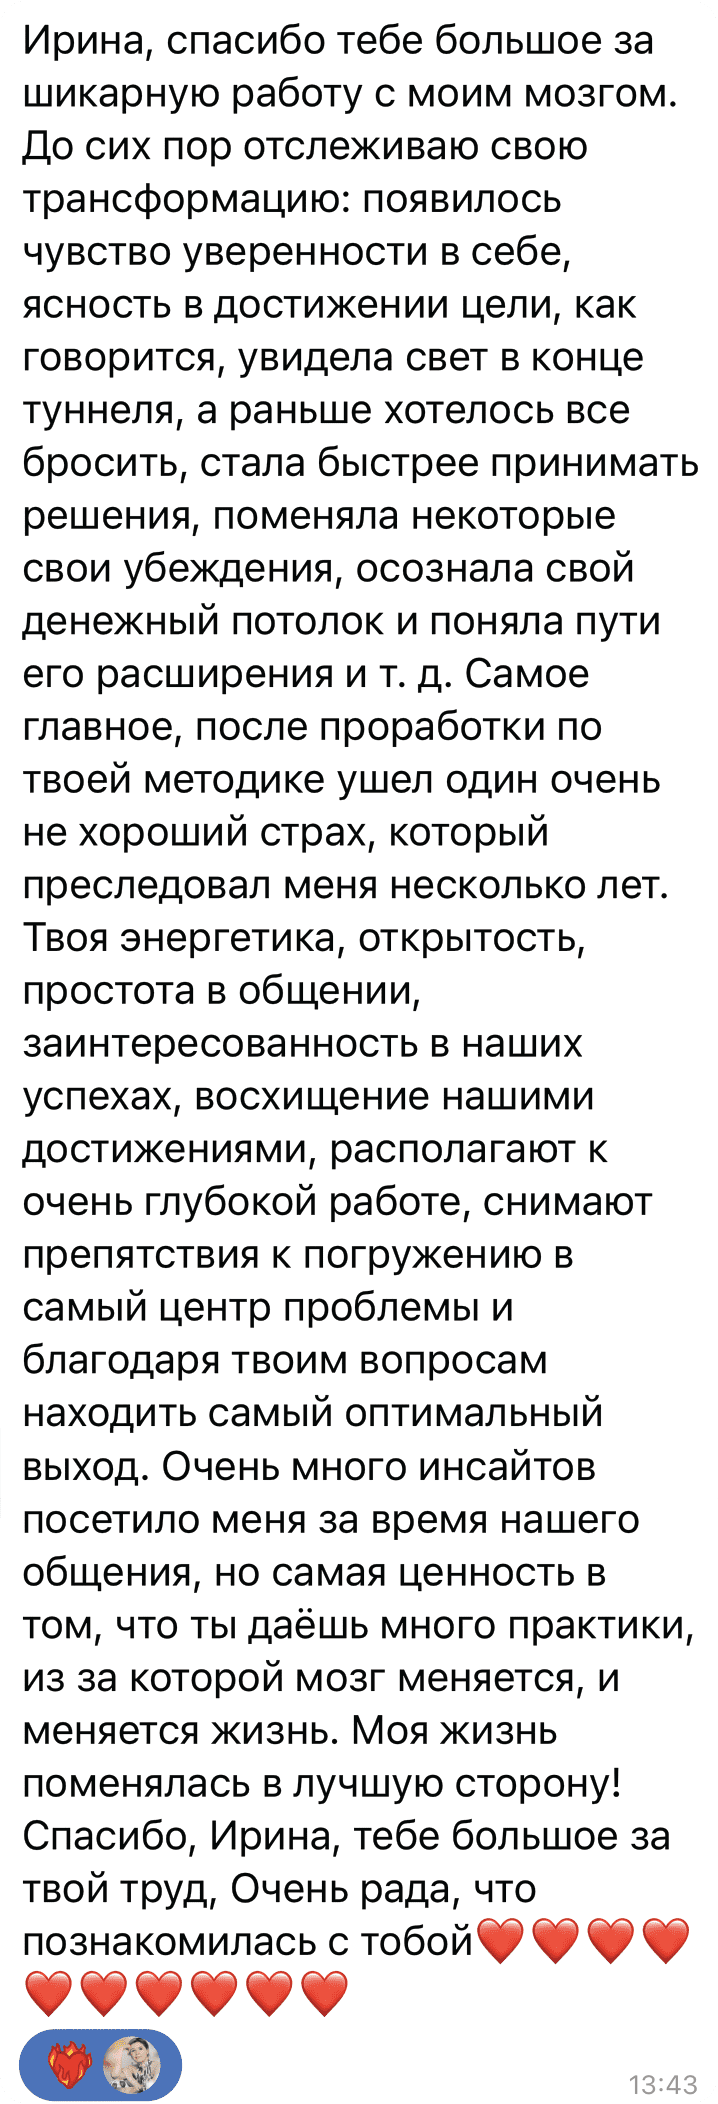 Ирина, спасибо тебе большое за
шикарную работу с моим мозгом.
До сих пор отслеживаю свою
трансформацию: появилось
чувство уверенности в себе,
ясность в достижении цели, как
говорится, увидела свет в конце
туннеля, а раньше хотелось все
бросить, стала быстрее принимать
решения, поменяла некоторые
свои убеждения, осознала свой
денежный потолок и поняла пути
его расширения и т. д. Самое
главное, после проработки по
твоей методике ушел один очень
не хороший страх, который
преследовал меня несколько лет.
Твоя энергетика, открытость,
простота в общении,
заинтересованность в наших
успехах, восхищение нашими
достижениями, располагают к
очень глубокой работе, снимают
препятствия к погружению в
самый центр проблемы и
благодаря твоим вопросам
находить самый оптимальный
выход. Очень много инсайтов
посетило меня за время нашего
общения, но самая ценность в
том, что ты даёшь много практики,
из за которой мозг меняется, и
меняется жизнь. Моя жизнь
поменялась в лучшую сторону!
Спасибо, Ирина, тебе большое за
твой труд, Очень рада, что
познакомилась с тобой❤️❤️❤️❤️
❤️❤️❤️❤️❤️❤️
13:43